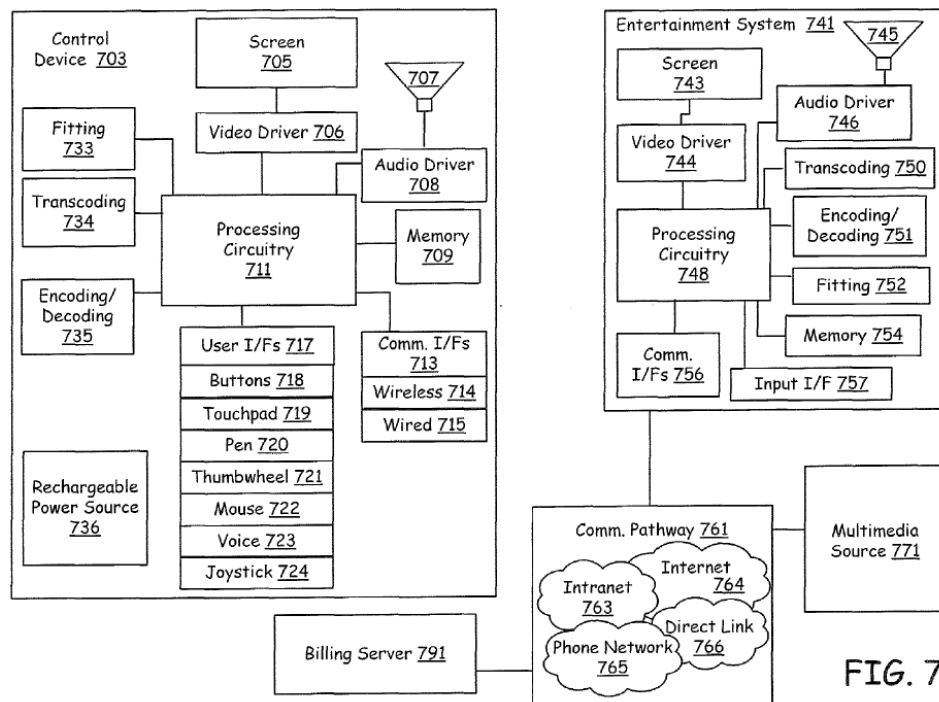 Control
Device 703
Screen
705
707
Fitting
733
Video Driver 706
Audio Driver
708
Transcoding
734
Processing
Circuitry
711
Memory
709
Encoding/
Decoding
735
User I/Fs 717
Buttons 718
Touchpad 719
Pen 720
Thumbwheel 721
Mouse 722
Voice 723
Joystick 724
Comm. I/Fs
713
Wireless 714
Wired 715
Rechargeable
Power Source
736
Entertainment System 741
745
Screen
743
Audio Driver
746
Video Driver
744
Transcoding 750
Processing
Circuitry
748
Encoding/
Decoding 751
Fitting 752
Memory 754
Comm.
I/Fs 756
Input I/F 757
Comm. Pathway 761
Internet
764
Intranet
763
Direct Link
766
Phone Network
765
Multimedia
Source 771
Billing Server 791
FIG. 7